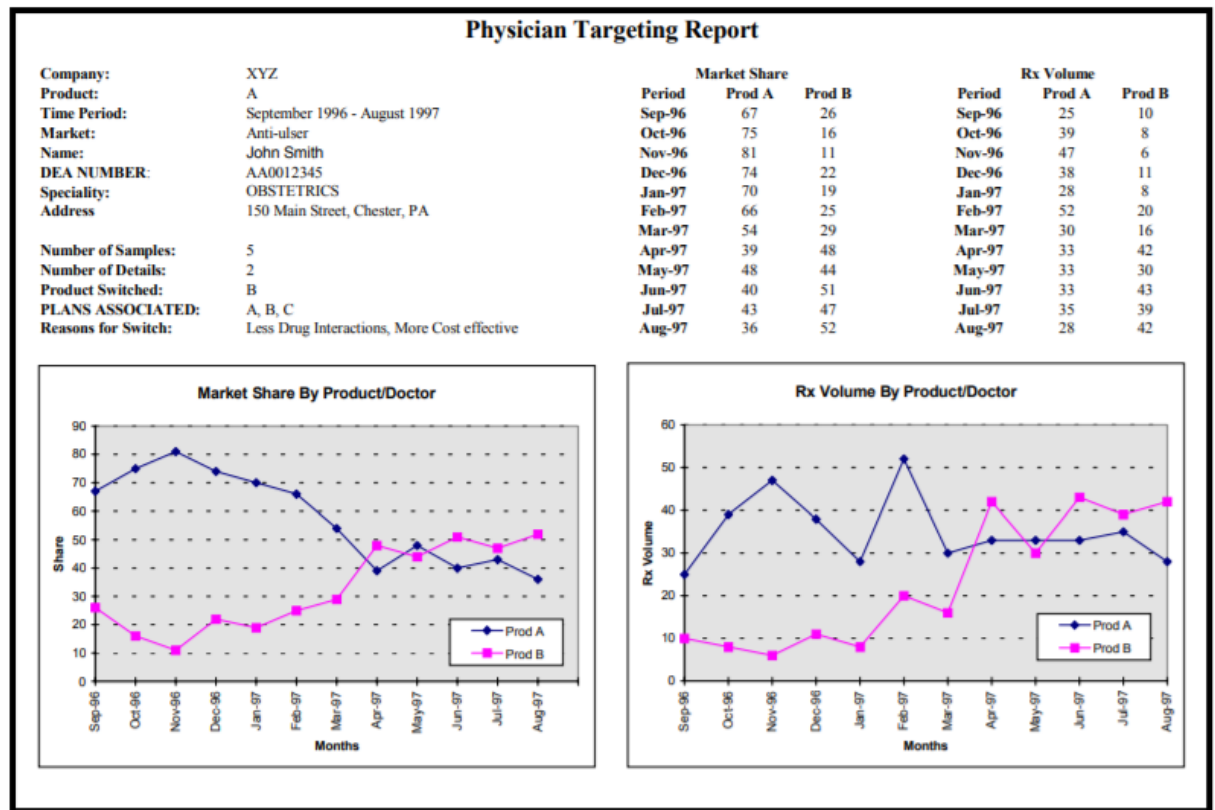 Physician Targeting Report
Company: XYZ
Product: A
Time Period: September 1996 - August 1997
Market: Anti-ulser
Name: John Smith
DEA NUMBER: AA0012345
Speciality: OBSTETRICS
Address 150 Main Street, Chester, PA
Number of Samples: 5
Number of Details: 2
Product Switched: B
PLANS ASSOCIATED: A, B, C
Reasons for Switch: Less Drug Interactions, More Cost effective
Market Share
Period Prod A Prod B
Sep-96 67 26
Oct-96 75 16
Nov-96 81 11
Dec-96 74 22
Jan-97 70 19
Feb-97 66 25
Mar-97 54 29
Apr-97 39 48
May-97 48 44
Jun-97 40 51
Jul-97 43 47
Aug-97 36 52
Rx Volume
Period Prod A Prod B
Sep-96 25 10
Oct-96 39 8
Nov-96 47 6
Dec-96 38 11
Jan-97 28 8
Feb-97 52 20
Mar-97 30 16
Apr-97 33 42
May-97 33 30
Jun-97 33 43
Jul-97 35 39
Aug-97 28 42
Market Share By Product/Doctor
90
80
70
60
50
40
30
20
10
0
Share
Prod A
Prod B
Sep-96 Oct-96 Nov-96 Dec-96 Jan-97 Feb-97 Mar-97 Apr-97 May-97 Jun-97 Jul-97 Aug-97
Months
Rx Volume By Product/Doctor
60
50
40
30
20
10
0
Rx Volume
Prod A
Prod B
Sep-96 Oct-96 Nov-96 Dec-96 Jan-97 Feb-97 Mar-97 Apr-97 May-97 Jun-97 Jul-97 Aug-97
Months